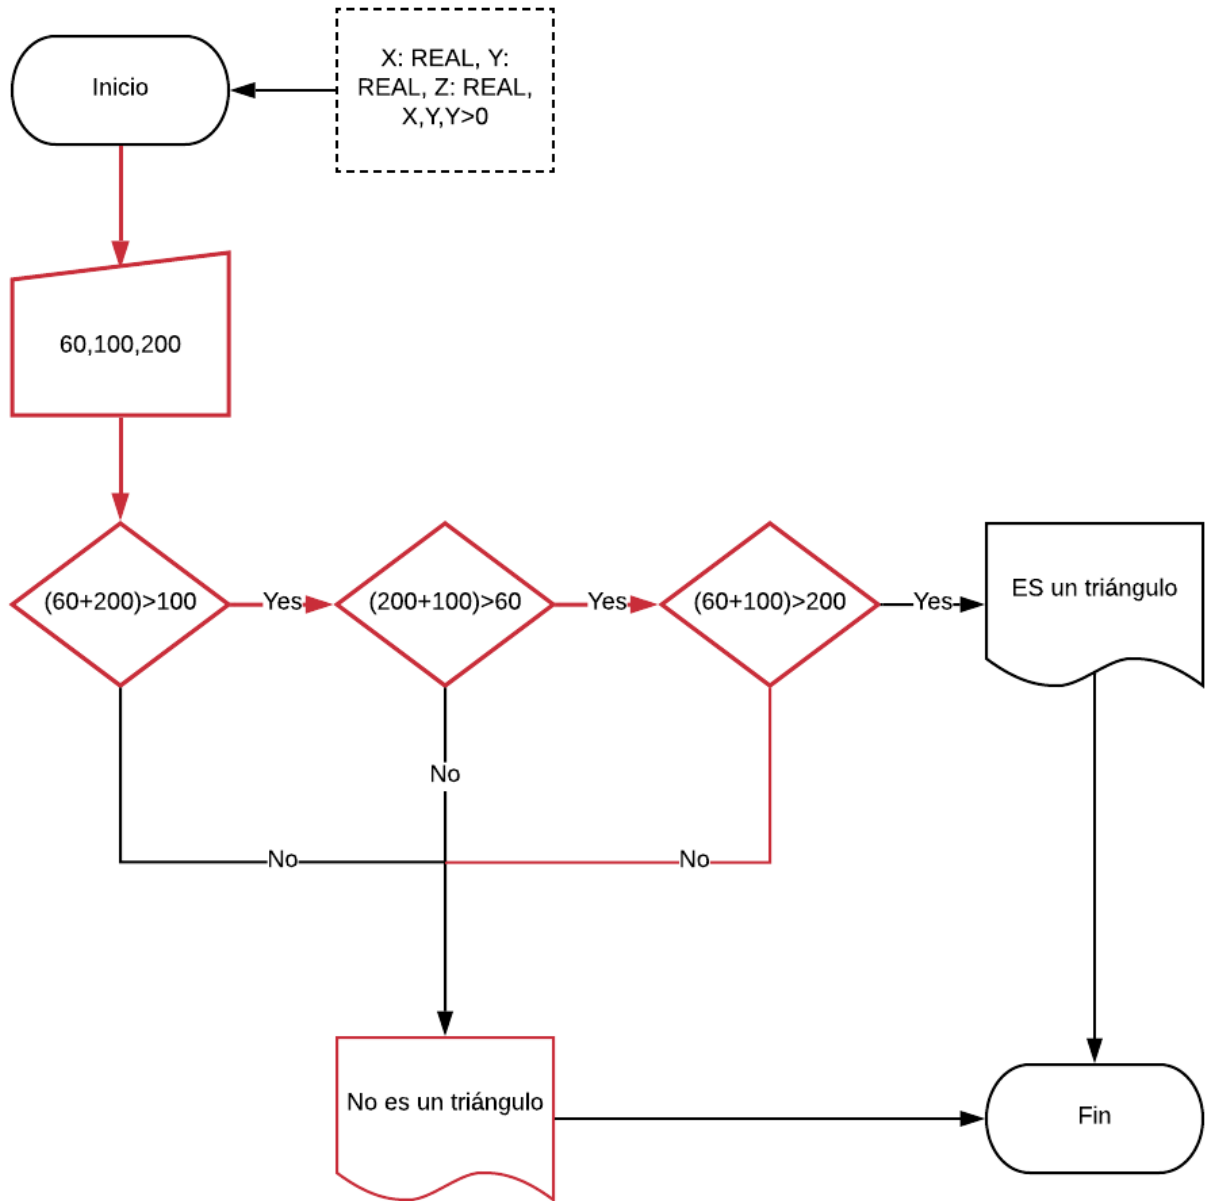 Inicio
X: REAL, Y:
REAL, Z: REAL,
X,Y,Y>0
60,100,200
(60+200)>100
Yes
(200+100)>60
Yes
(60+100)>200
Yes
ES un triángulo
No
No
No
No es un triángulo
Fin